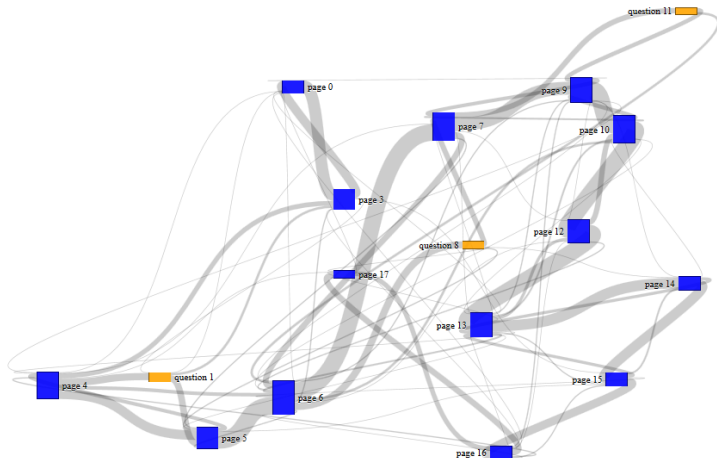 question 11
page 0
page 9
page 7
page 10
page 3
page 12
question 8
page 17
page 14
page 13
page 4
question 1
page 15
page 6
page 5
page 16